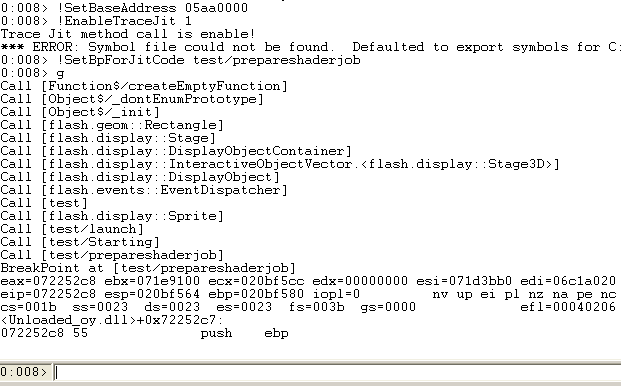 0:008> !SetBaseAddress 05aa0000
0:008> !EnableTraceJit 1
Trace Jit method call is enable!
*** ERROR: Symbol file could not be found.  Defaulted to export symbols for C:
0:008> !SetBpForJitCode test/prepareshaderjob
0:008> g
Call [Function$/createEmptyFunction]
Call [Object$/_dontEnumPrototype]
Call [Object$/_init]
Call [flash.geom::Rectangle]
Call [flash.display::Stage]
Call [flash.display::DisplayObjectContainer]
Call [flash.display::InteractiveObjectVector.<flash.display::Stage3D>]
Call [flash.display::DisplayObject]
Call [flash.events::EventDispatcher]
Call [test]
Call [flash.display::Sprite]
Call [test/launch]
Call [test/Starting]
Call [test/prepareshaderjob]
BreakPoint at [test/prepareshaderjob]
eax=072252c8 ebx=071e9100 ecx=020bf5cc edx=00000000 esi=071d3bb0 edi=06c1a020
eip=072252c8 esp=020bf564 ebp=020bf580 iopl=0         nv up ei pl nz na pe nc
cs=001b  ss=0023  ds=0023  es=0023  fs=003b  gs=0000             efl=00040206
<Unloaded_oy.dll>+0x72252c7:
072252c8 55              push    ebp
0:008>